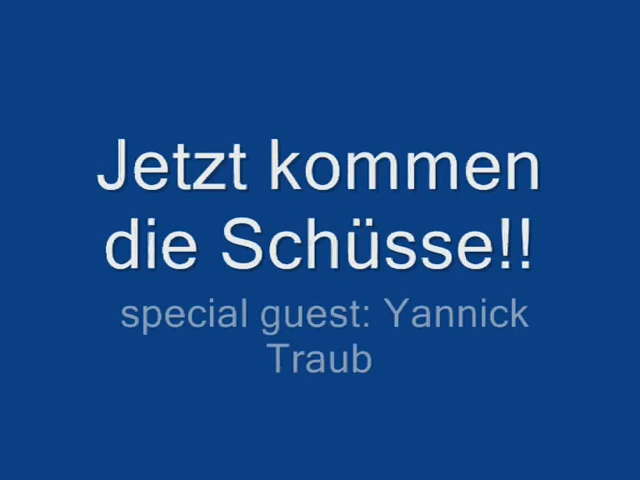 Jetzt kommen
die Schüsse!!
special guest: Yannick
Traub